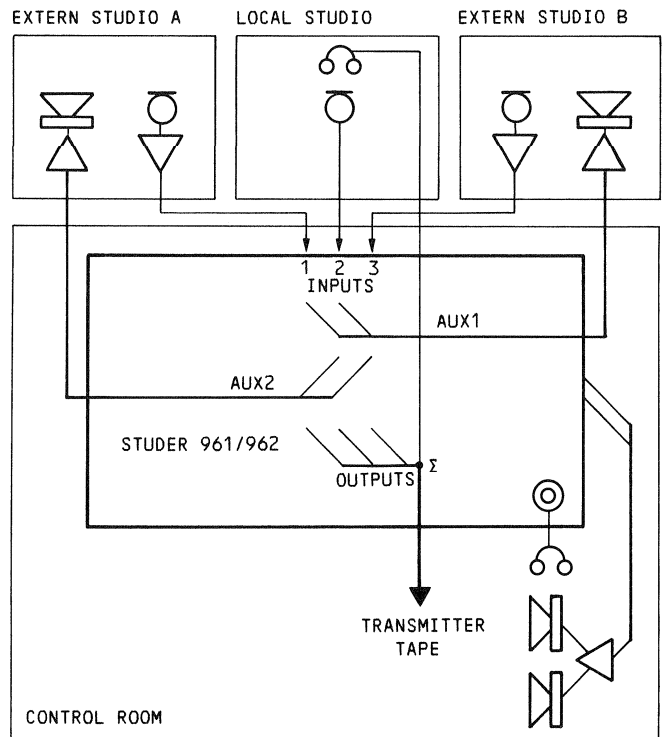 EXTERN STUDIO A
LOCAL STUDIO
EXTERN STUDIO B
1 2 3
INPUTS
AUX1
AUX2
STUDER 961/962
Σ
OUTPUTS
TRANSMITTER
TAPE
CONTROL ROOM